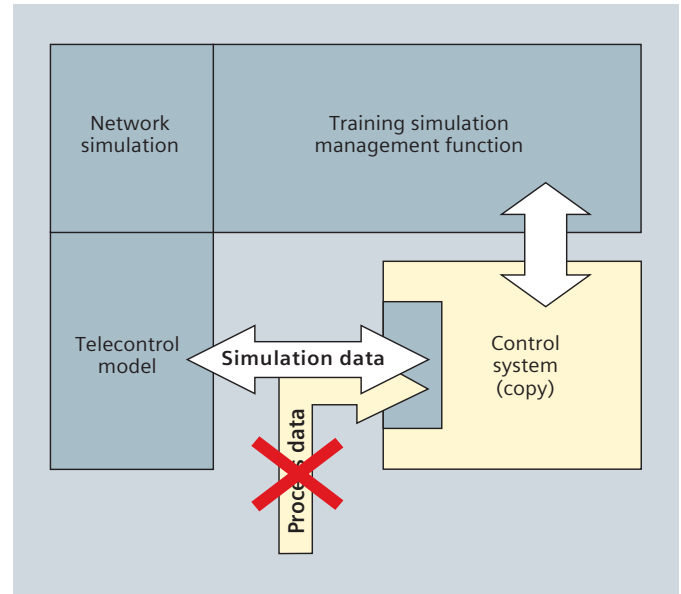 Network
simulation
Training simulation
management function
Telecontrol
model
Simulation data
Control
system
(copy)
Process data